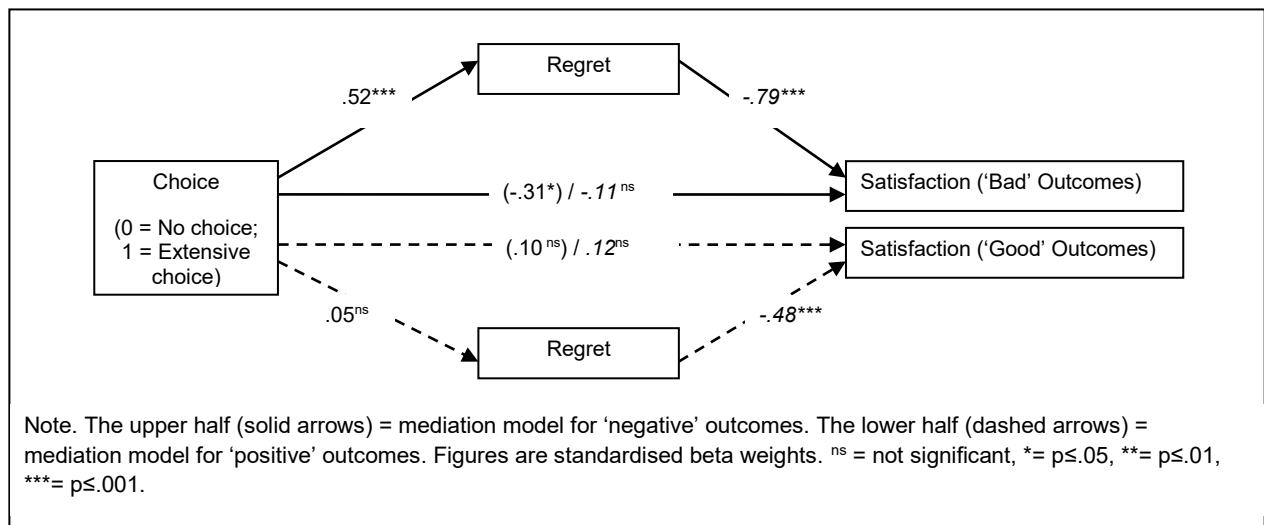 Regret
.52***
-.79***
Choice
(0 = No choice;
1 = Extensive
choice)
(-.31*) / -.11 ns
Satisfaction (‘Bad’ Outcomes)
(.10 ns) / .12ns
Satisfaction (‘Good’ Outcomes)
.05ns
-.48***
Regret
Note. The upper half (solid arrows) = mediation model for ‘negative’ outcomes. The lower half (dashed arrows) =
mediation model for ‘positive’ outcomes. Figures are standardised beta weights. ns = not significant, *= p≤.05, **= p≤.01,
***= p≤.001.